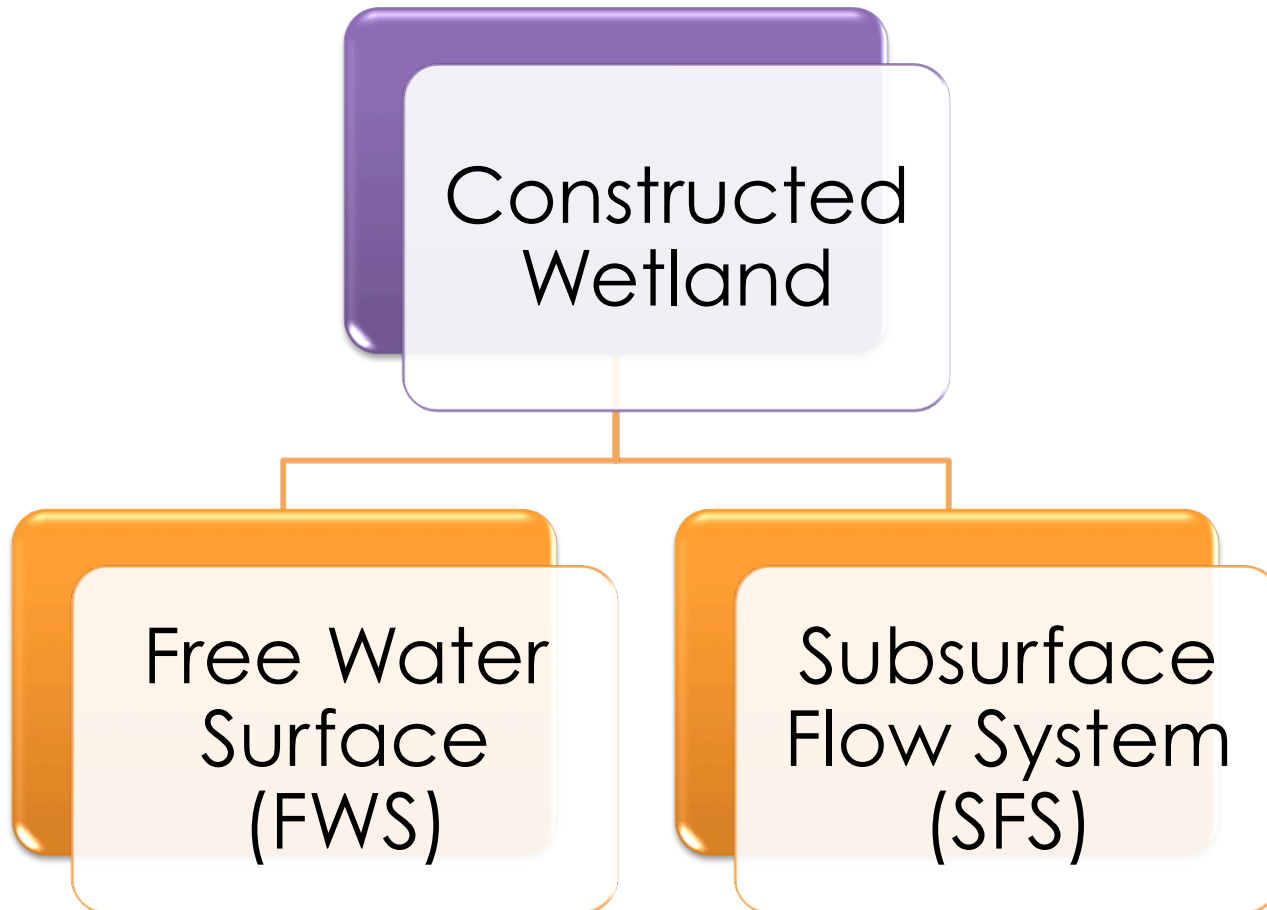 Constructed
Wetland
Free Water
Surface
(FWS)
Subsurface
Flow System
(SFS)